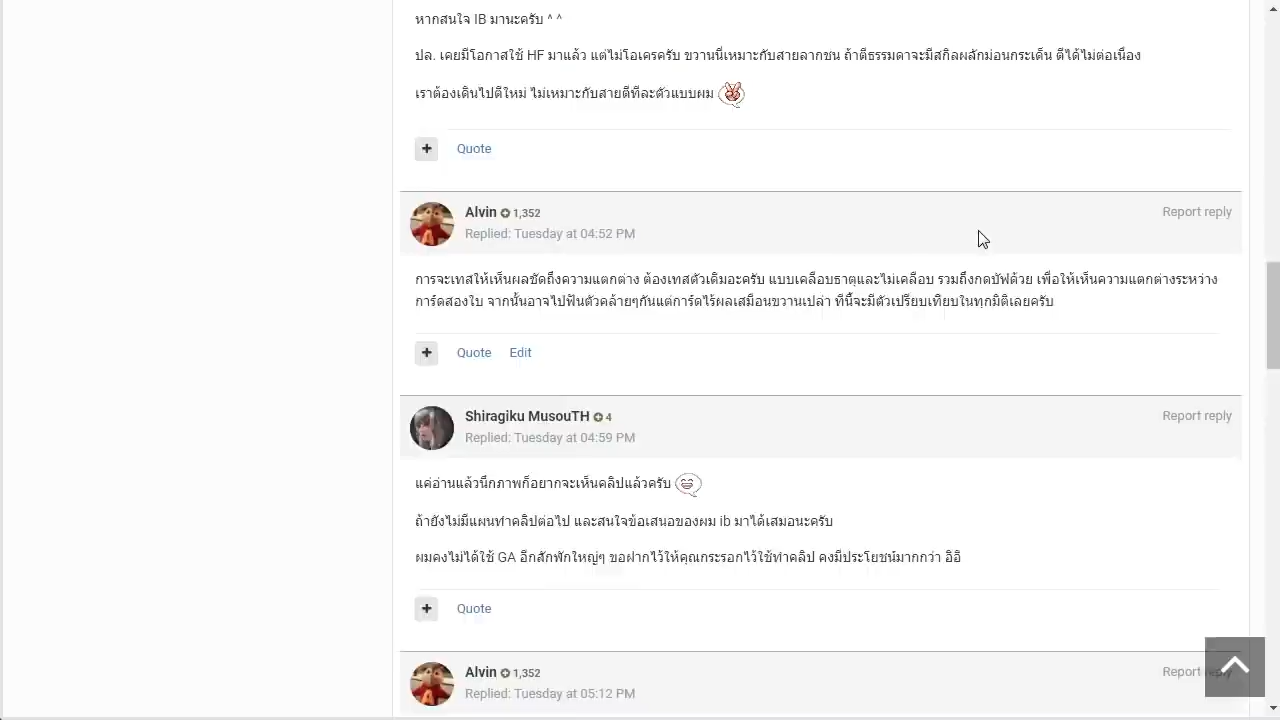 หากสนใจ IB มานะครับ ^ ^
ปล. เคยมีโอกาสใช้ HF มาแล้ว แต่ไม่โอเครครับ ขวานนี่เหมาะกับสายลากชน ถ้าตีธรรมดาจะมีสกิลผลักม่อนกระเด็น ตีได้ไม่ต่อเนื่อง
เราต้องเดินไปตีใหม่ ไม่เหมาะกับสายตีทีละตัวแบบผม
+ Quote
Alvin 1,352
Report reply
Replied: Tuesday at 04:52 PM
การจะเทสให้เห็นผลชัดถึงความแตกต่าง ต้องเทสตัวเดิมอะครับ แบบเคลือบธาตุและไม่เคลือบ รวมถึงกดบัฟด้วย เพื่อให้เห็นความแตกต่างระหว่าง
การ์ดสองใบ จากนั้นอาจไปฟันตัวคล้ายๆกันแต่การ์ดไร้ผลเสมือนขวานเปล่า ทีนี้จะมีตัวเปรียบเทียบในทุกมิติเลยครับ
+ Quote Edit
Shiragiku MusouTH 4
Report reply
Replied: Tuesday at 04:59 PM
แค่อ่านแล้วนึกภาพก็อยากจะเห็นคลิปแล้วครับ
ถ้ายังไม่มีแผนทำคลิปต่อไป และสนใจข้อเสนอของผม ib มาได้เสมอนะครับ
ผมคงไม่ได้ใช้ GA อีกสักพักใหญ่ๆ ขอฝากไว้ให้คุณกระรอกไว้ใช้ทำคลิป คงมีประโยชน์มากกว่า อิอิ
+ Quote
Alvin 1,352
Report reply
Replied: Tuesday at 05:12 PM